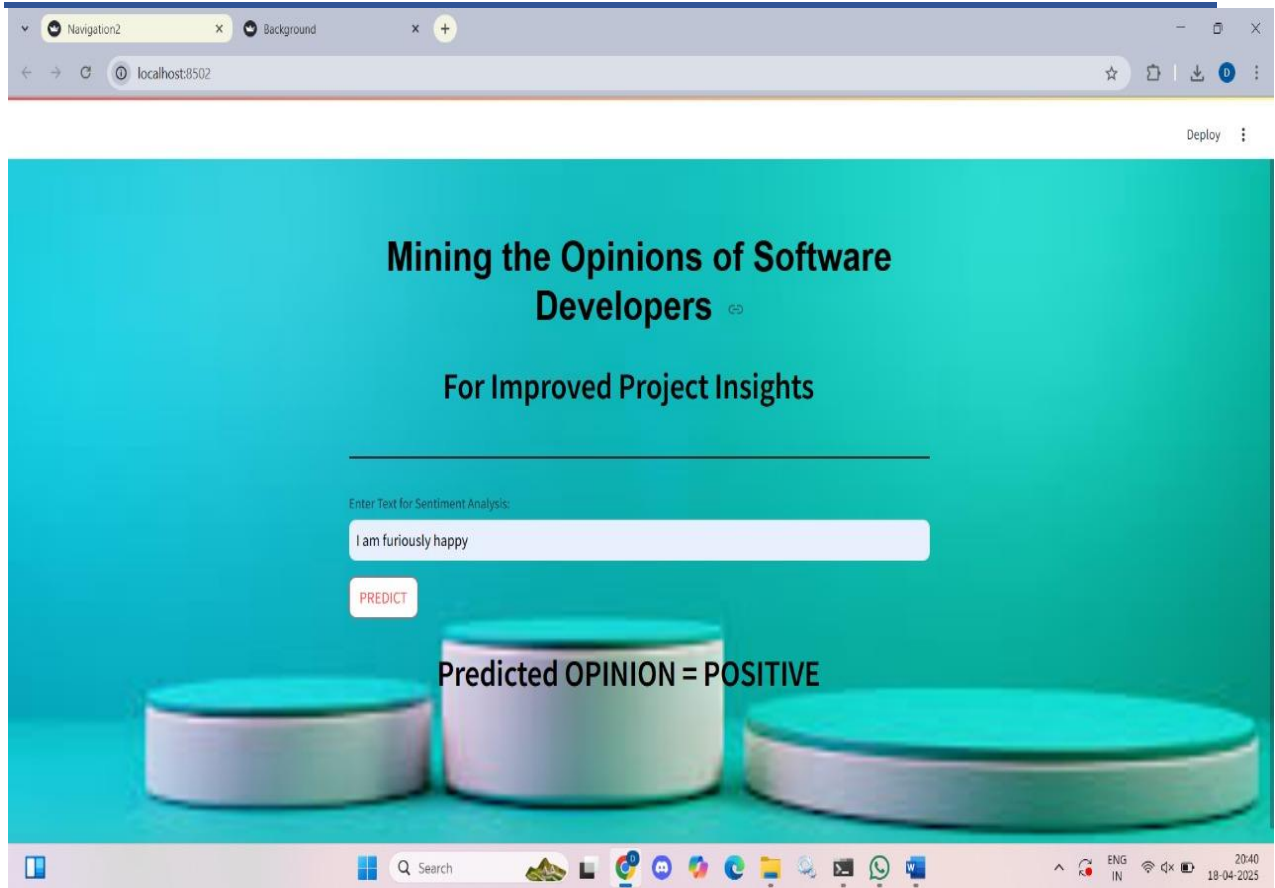 Navigation2
Background
localhost:8502
D
Deploy
Mining the Opinions of Software
Developers
For Improved Project Insights
Enter Text for Sentiment Analysis:
I am furiously happy
PREDICT
Predicted OPINION = POSITIVE
Search
ENG
IN
20:40
18-04-2025